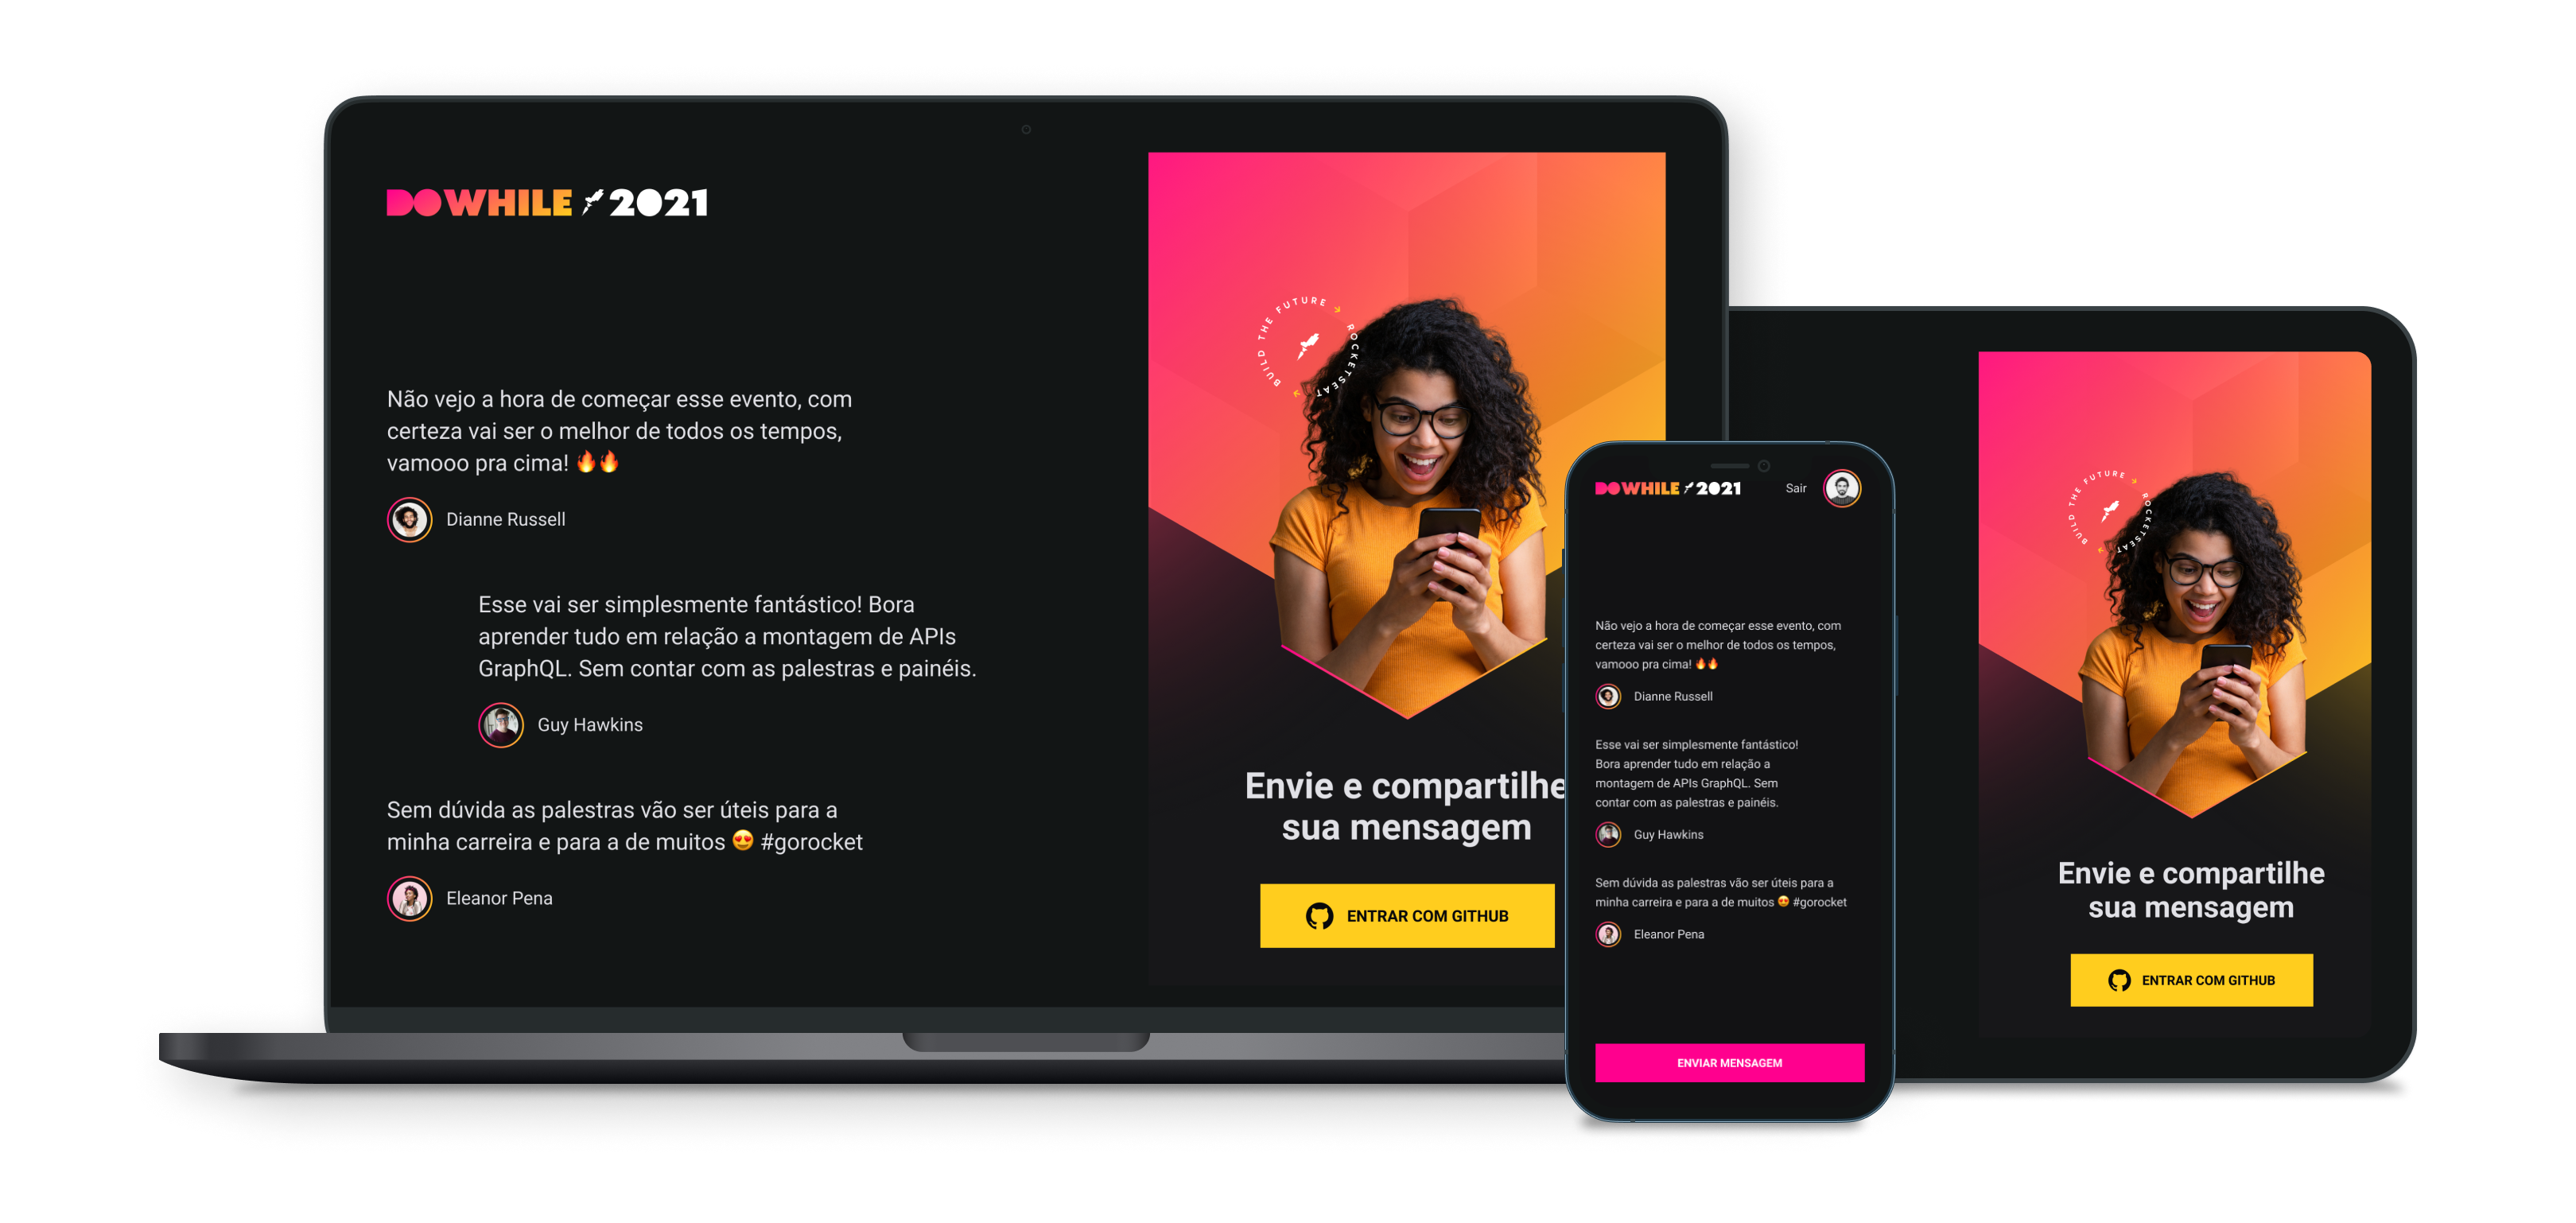 DOWHILE 2021
Não vejo a hora de começar esse evento, com
certeza vai ser o melhor de todos os tempos,
vamooo pra cima! 🔥🔥
Dianne Russell
Esse vai ser simplesmente fantástico! Bora
aprender tudo em relação a montagem de APIs
GraphQL. Sem contar com as palestras e painéis.
Guy Hawkins
Sem dúvida as palestras vão ser úteis para a
minha carreira e para a de muitos 😍 #gorocket
Eleanor Pena
BUILD THE FUTURE → ROCKETSEAT →
Envie e compartilhe
sua mensagem
ENTRAR COM GITHUB
DOWHILE 2021
Sair
Não vejo a hora de começar esse evento, com
certeza vai ser o melhor de todos os tempos,
vamooo pra cima! 🔥🔥
Dianne Russell
Esse vai ser simplesmente fantástico!
Bora aprender tudo em relação a
montagem de APIs GraphQL. Sem
contar com as palestras e painéis.
Guy Hawkins
Sem dúvida as palestras vão ser úteis para a
minha carreira e para a de muitos 😍 #gorocket
Eleanor Pena
ENVIAR MENSAGEM
BUILD THE FUTURE → ROCKETSEAT →
Envie e compartilhe
sua mensagem
ENTRAR COM GITHUB